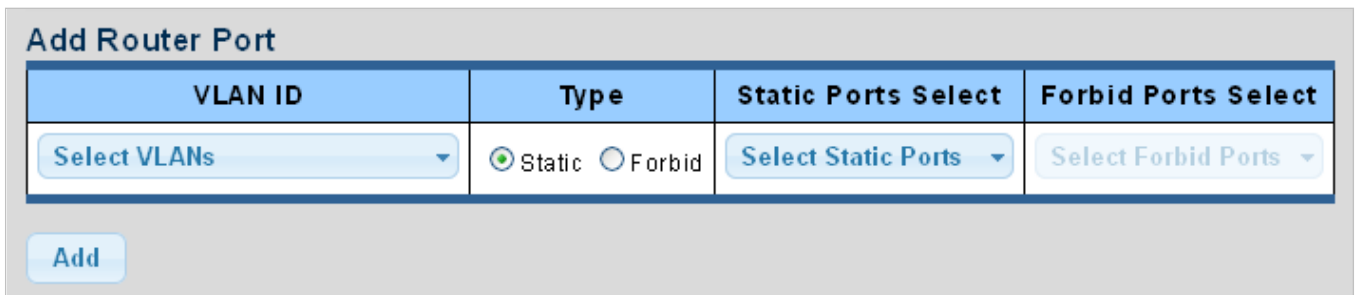 Add Router Port
VLAN ID Type Static Ports Select Forbid Ports Select
Select VLANs Static Forbid Select Static Ports Select Forbid Ports
Add